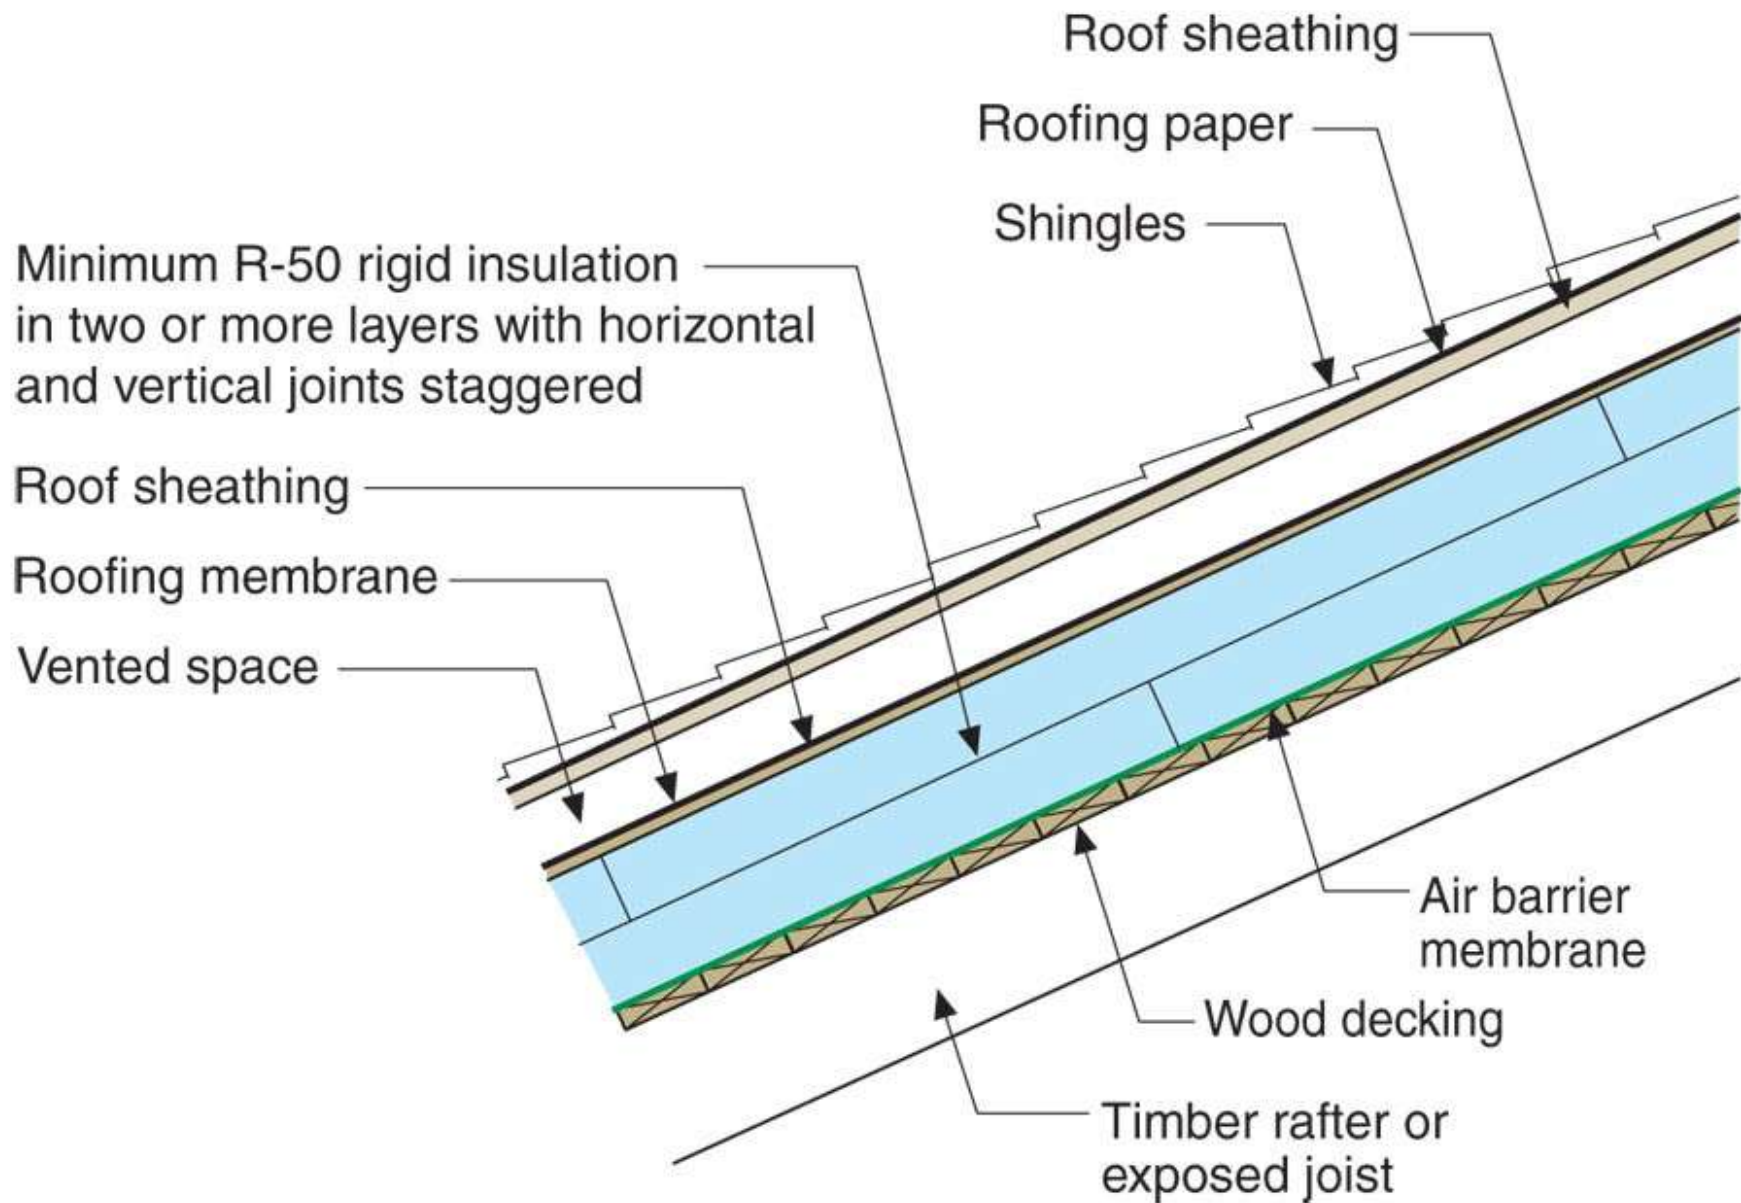 Roof sheathing
Roofing paper
Shingles
Minimum R-50 rigid insulation
in two or more layers with horizontal
and vertical joints staggered
Roof sheathing
Roofing membrane
Vented space
Air barrier
membrane
Wood decking
Timber rafter or
exposed joist